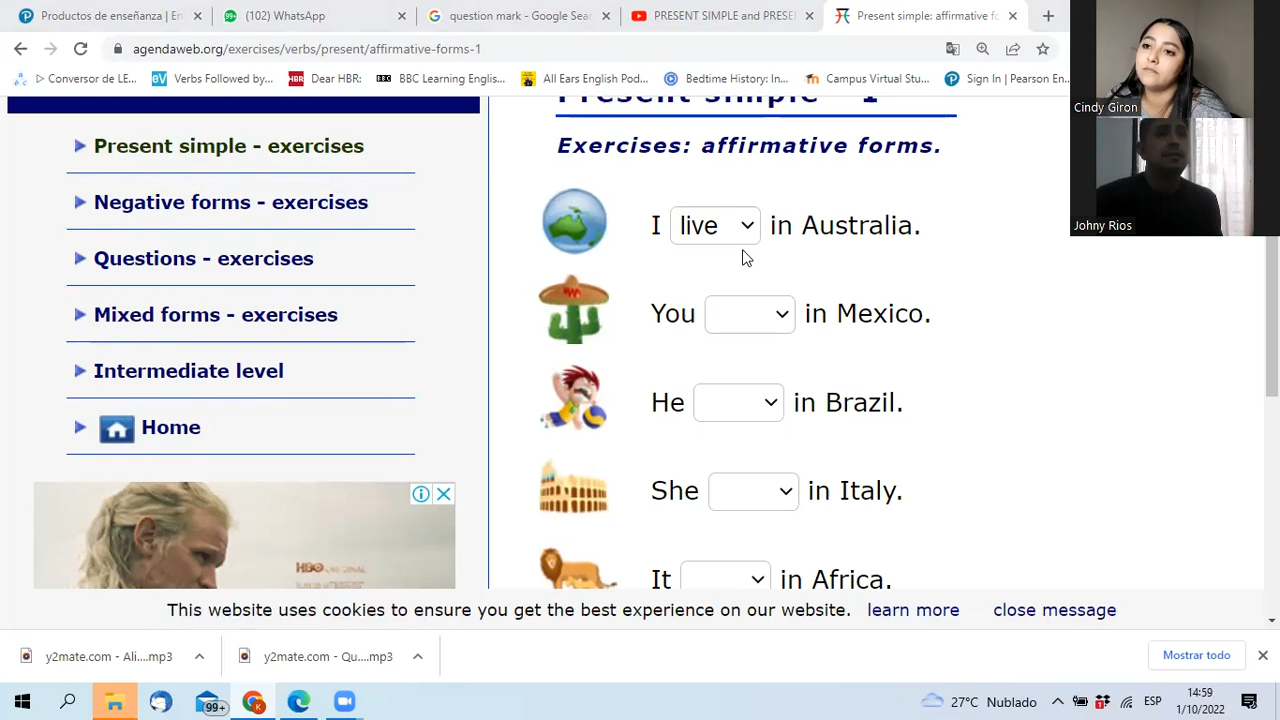 Productos de enseñanza | En
(102) WhatsApp
question mark - Google Sear
PRESENT SIMPLE and PRESE
Present simple: affirmative fo
agendaweb.org/exercises/verbs/present/affirmative-forms-1
▷ Conversor de LE...
Verbs Followed by...
Dear HBR:
BBC Learning Englis...
All Ears English Pod...
Bedtime History: In...
Campus Virtual Stu...
Sign In | Pearson En...
Present simple - 1
Exercises: affirmative forms.
Present simple - exercises
Negative forms - exercises
Questions - exercises
Mixed forms - exercises
Intermediate level
Home
I live in Australia.
You in Mexico.
He in Brazil.
She in Italy.
It in Africa.
HBO ORIGINAL
Cindy Giron
Johny Rios
This website uses cookies to ensure you get the best experience on our website. learn more close message
y2mate.com - Ali....mp3
y2mate.com - Qu....mp3
Mostrar todo
99+
27°C Nublado
ESP
14:59
1/10/2022